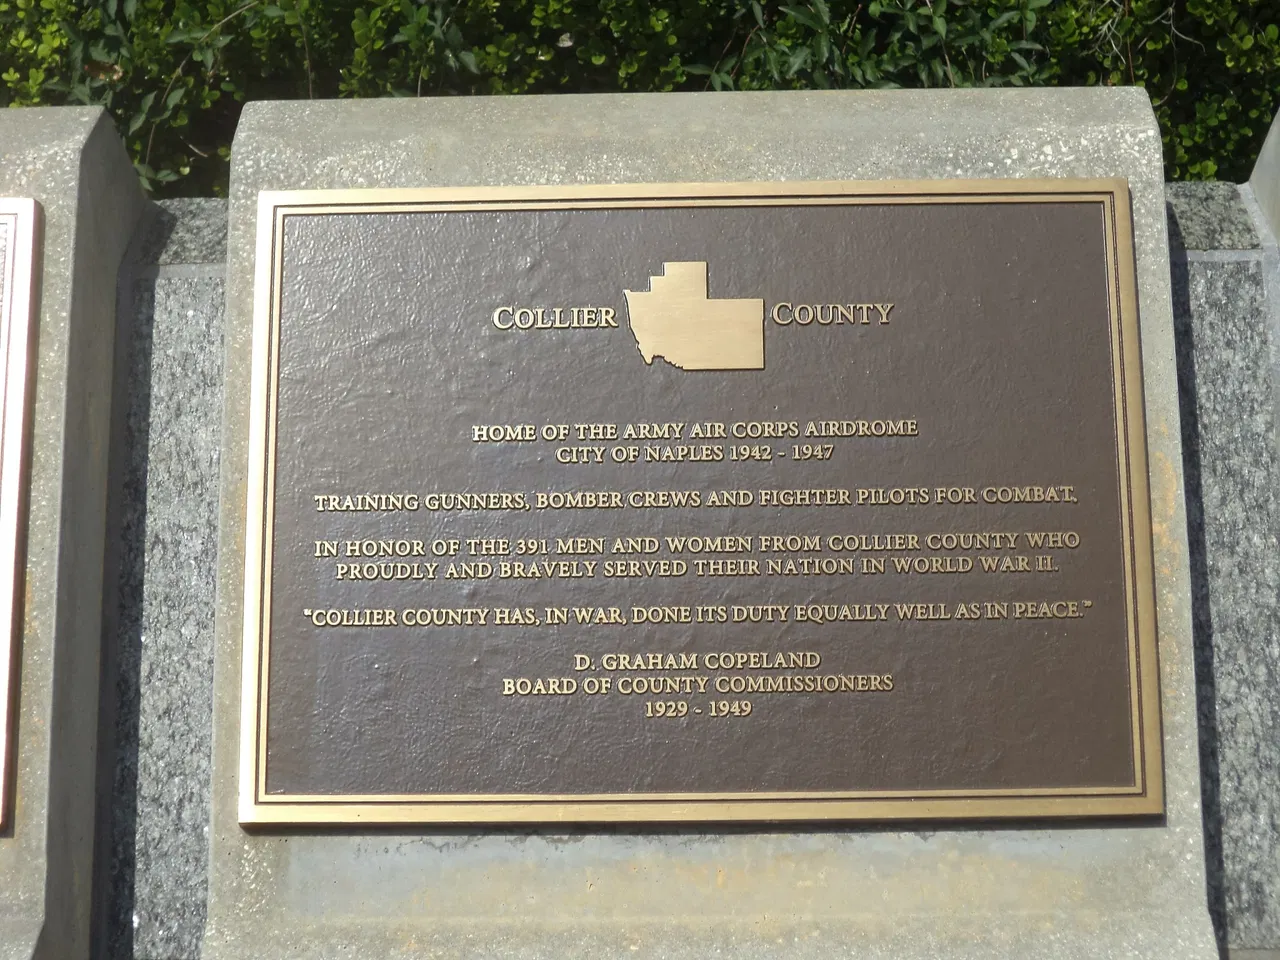 COLLIER COUNTY
HOME OF THE ARMY AIR CORPS AIRDROME
CITY OF NAPLES 1942 - 1947
TRAINING GUNNERS, BOMBER CREWS AND FIGHTER PILOTS FOR COMBAT.
IN HONOR OF THE 391 MEN AND WOMEN FROM COLLIER COUNTY WHO
PROUDLY AND BRAVELY SERVED THEIR NATION IN WORLD WAR II.
“COLLIER COUNTY HAS, IN WAR, DONE ITS DUTY EQUALLY WELL AS IN PEACE.”
D. GRAHAM COPELAND
BOARD OF COUNTY COMMISSIONERS
1929 - 1949